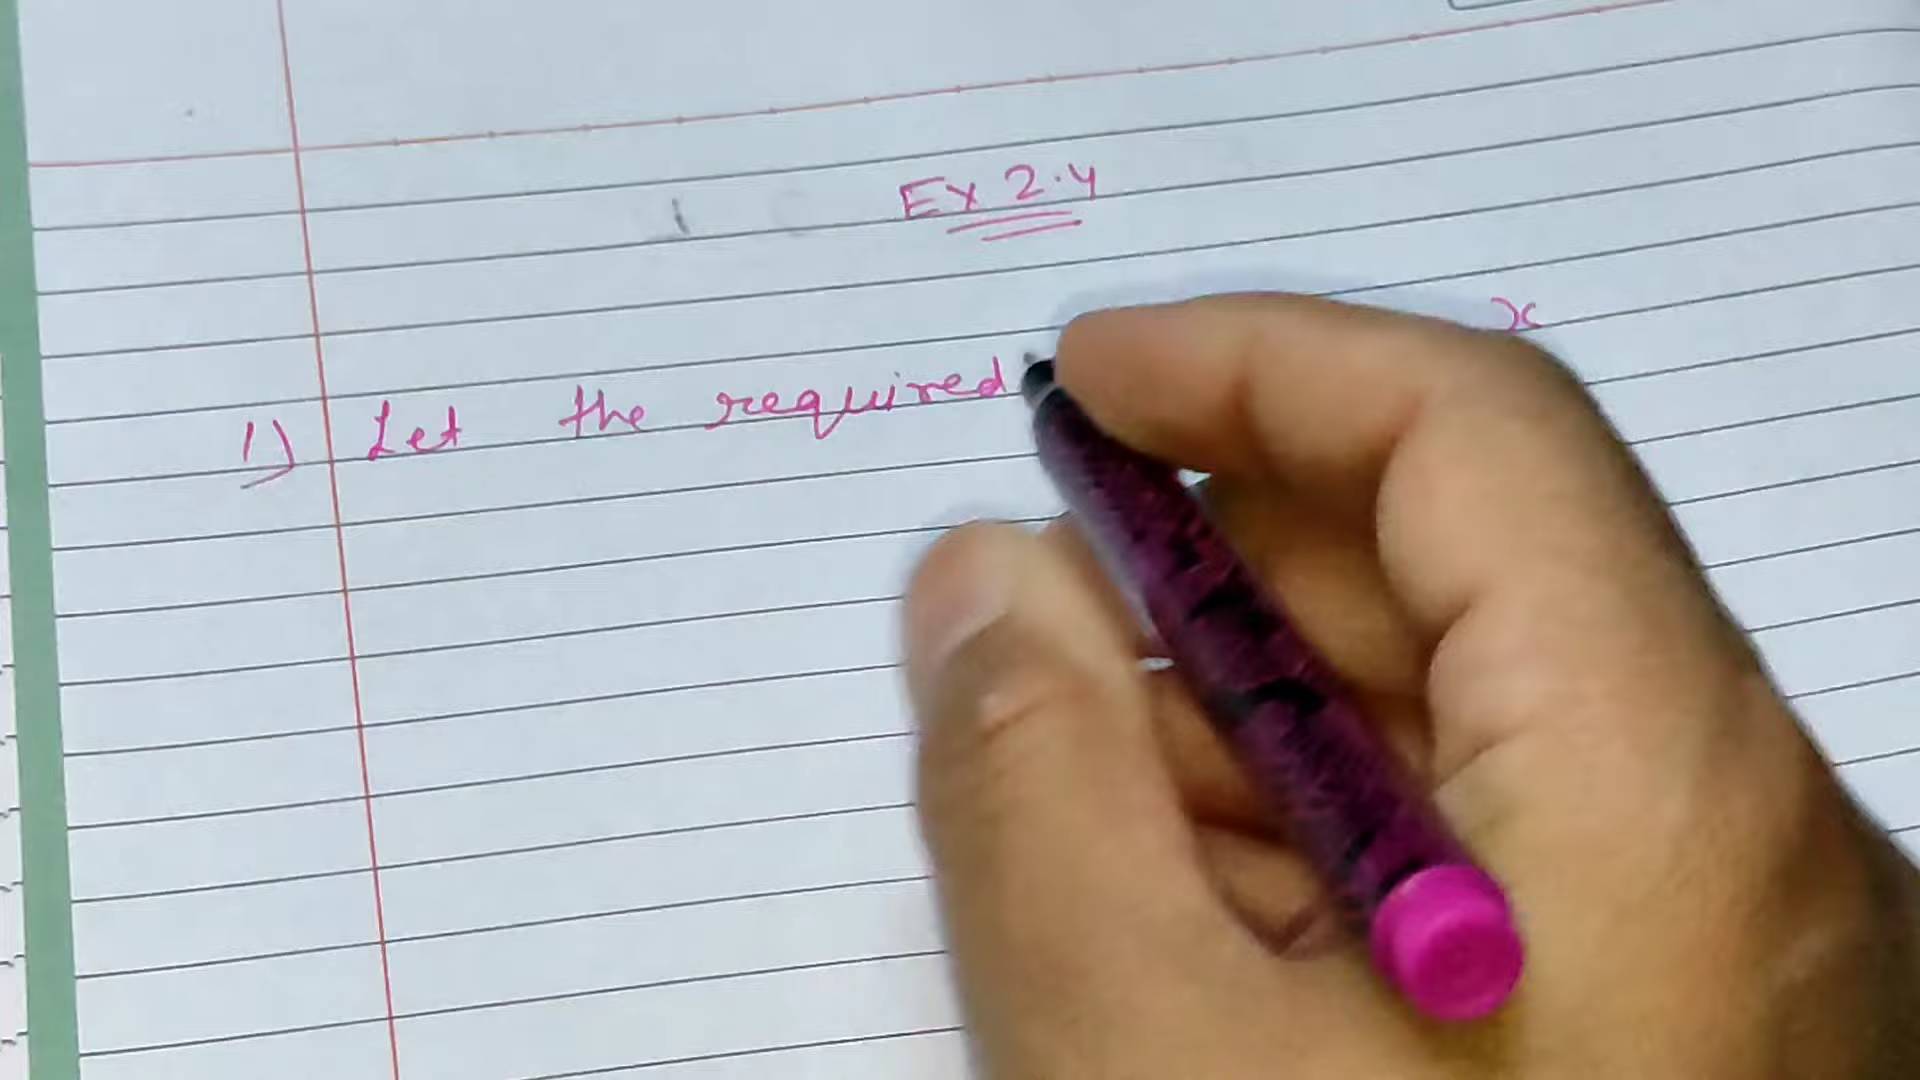 Ex 2.4
1) Let the required x